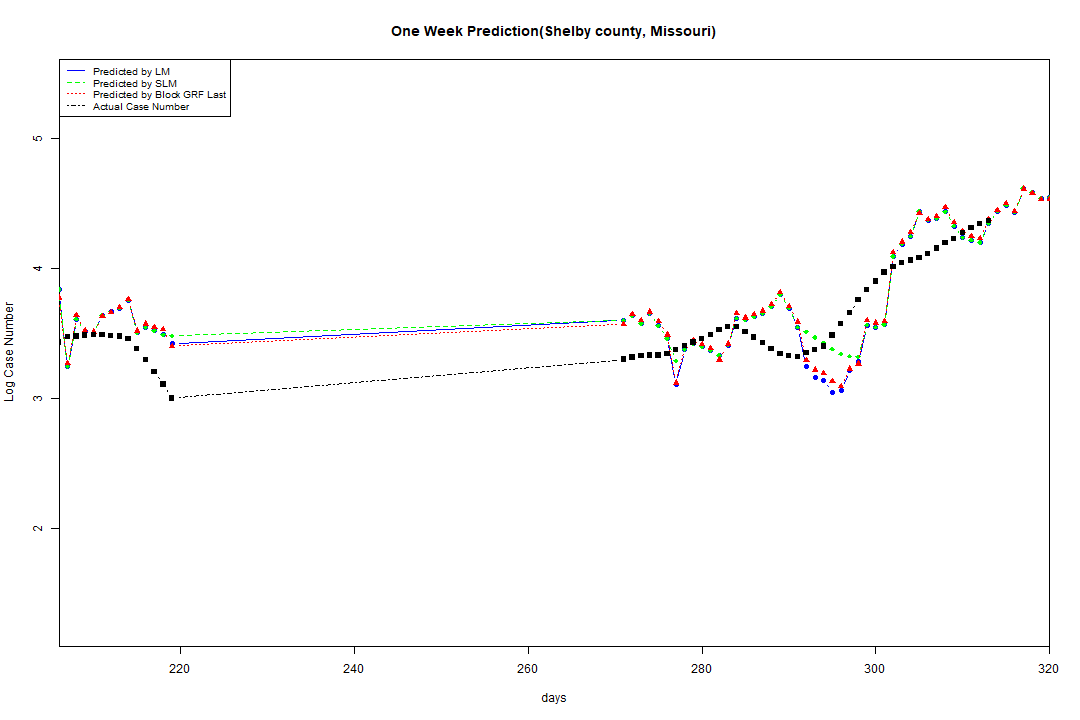 One Week Prediction(Shelby county, Missouri)
Predicted by LM
Predicted by SLM
Predicted by Block GRF Last
Actual Case Number
5
4
3
2
Log Case Number
220 240 260 280 300 320
days